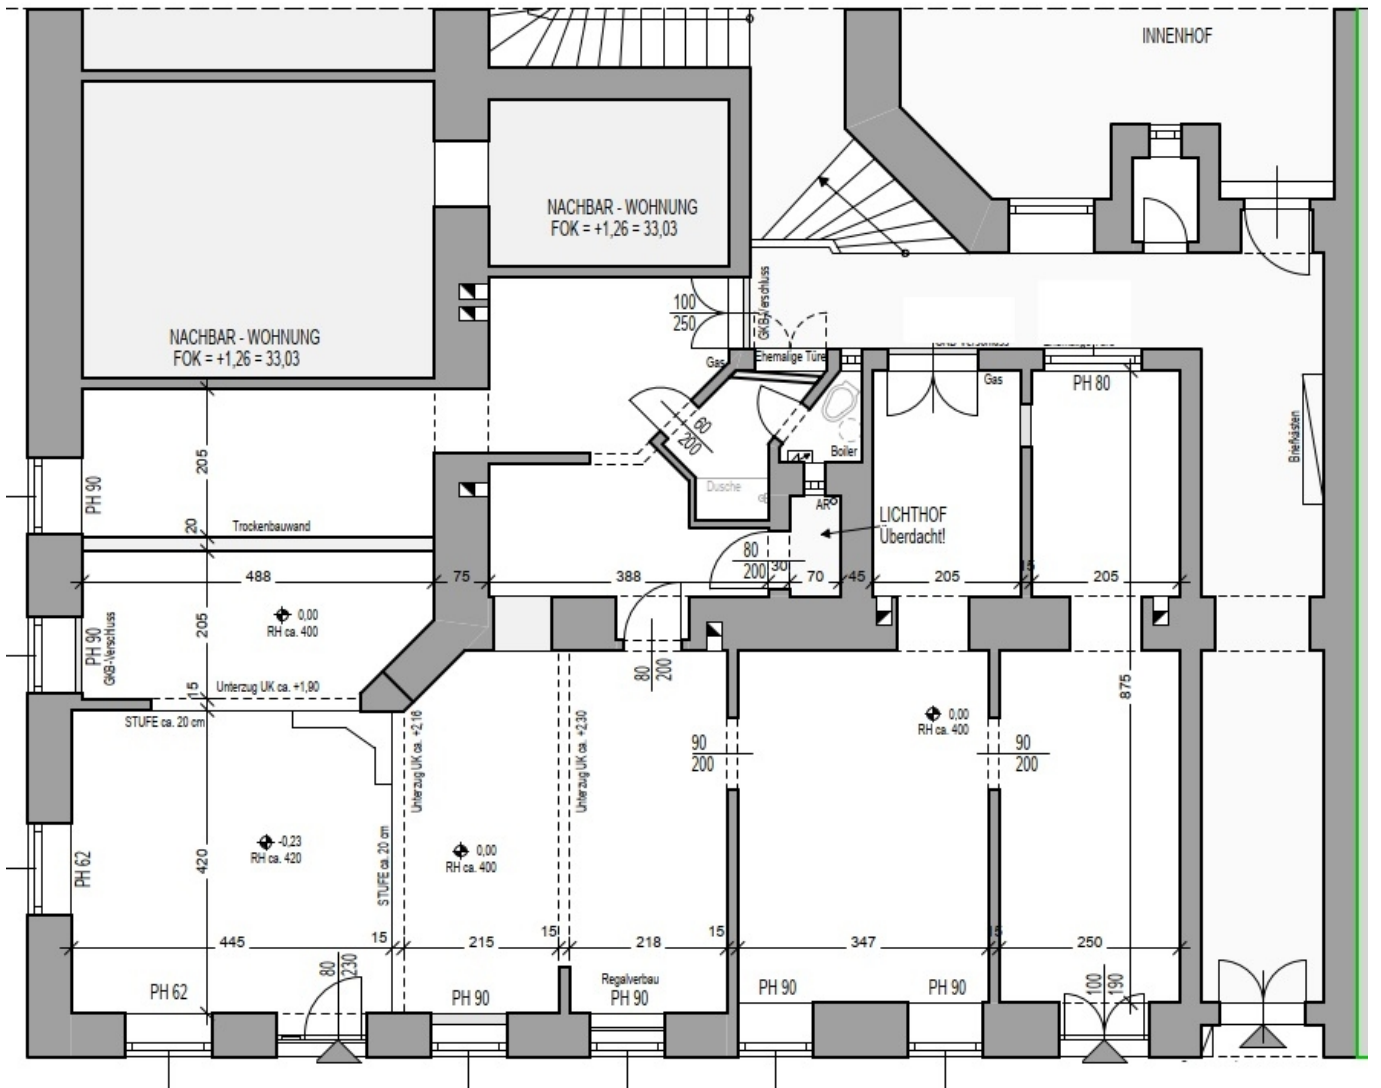 INNENHOF
NACHBAR - WOHNUNG
FOK = +1,26 = 33,03
NACHBAR - WOHNUNG
FOK = +1,26 = 33,03
100
250
GKB-Verschluss
Ehemalige Türe
Gas
Gas
PH 80
Briefkästen
60
200
Boiler
Dusche
AR
LICHTHOF
Überdacht!
80
200
PH 90
205
20
Trockenbauwand
488
75
388
30
70
45
205
15
205
0,00
RH ca. 400
205
PH 90
GKB-Verschluss
15
Unterzug UK ca. +1,90
STUFE ca. 20 cm
80
200
875
Unterzug UK ca. +2,16
Unterzug UK ca. +2,30
0,00
RH ca. 400
90
200
90
200
-0,23
RH ca. 420
0,00
RH ca. 400
PH 62
420
STUFE ca. 20 cm
445
15
215
15
218
15
347
15
250
80
230
100
190
PH 62
PH 90
Regalverbau
PH 90
PH 90
PH 90